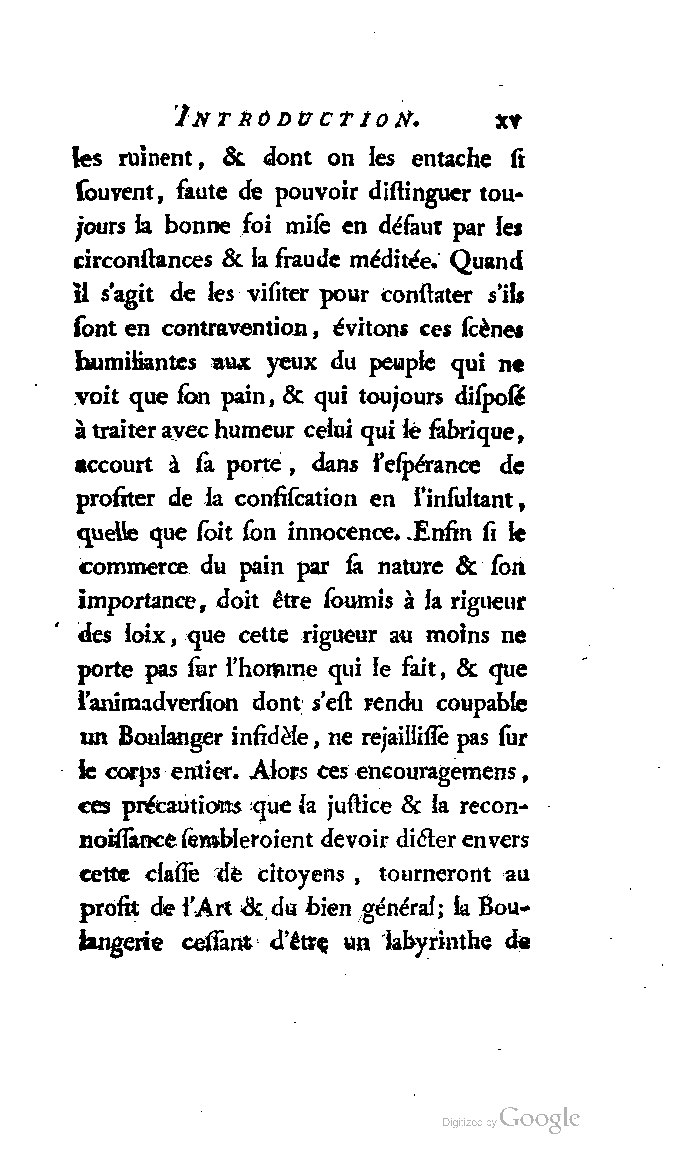 INTRODUCTION. xv
les ruinent, & dont on les entache ſi
ſouvent, faute de pouvoir diſtinguer tou-
jours la bonne foi miſe en défaut par les
circonſtances & la fraude méditée. Quand
il s'agit de les viſiter pour conſtater s'ils
ſont en contravention, évitons ces ſcènes
humiliantes aux yeux du peuple qui ne
voit que ſon pain, & qui toujours diſpoſé
à traiter avec humeur celui qui le fabrique,
accourt à ſa porte, dans l'eſpérance de
profiter de la confiſcation en l'inſultant,
quelle que ſoit ſon innocence. Enfin ſi le
commerce du pain par ſa nature & ſon
importance, doit être ſoumis à la rigueur
des loix, que cette rigueur au moins ne
porte pas ſur l'homme qui le fait, & que
l'animadverſion dont s'eſt rendu coupable
un Boulanger infidèle, ne rejailliſſe pas ſur
le corps entier. Alors ces encouragemens,
ces précautions que la juſtice & la recon-
noiſſance ſembleroient devoir dicter envers
cette claſſe de citoyens, tourneront au
profit de l'Art & du bien général; la Bou-
langerie ceſſant d'être un labyrinthe de
Digitized by Google